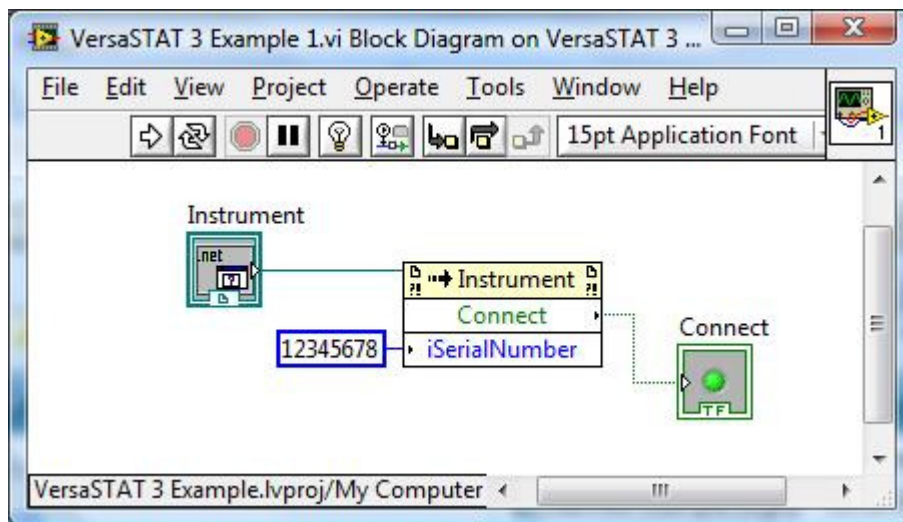 VersaSTAT 3 Example 1.vi Block Diagram on VersaSTAT 3 ...
File Edit View Project Operate Tools Window Help
15pt Application Font
1
Instrument
.net
?
?! Instrument ?!
Connect
12345678
iSerialNumber
Connect
TF
VersaSTAT 3 Example.lvproj/My Computer